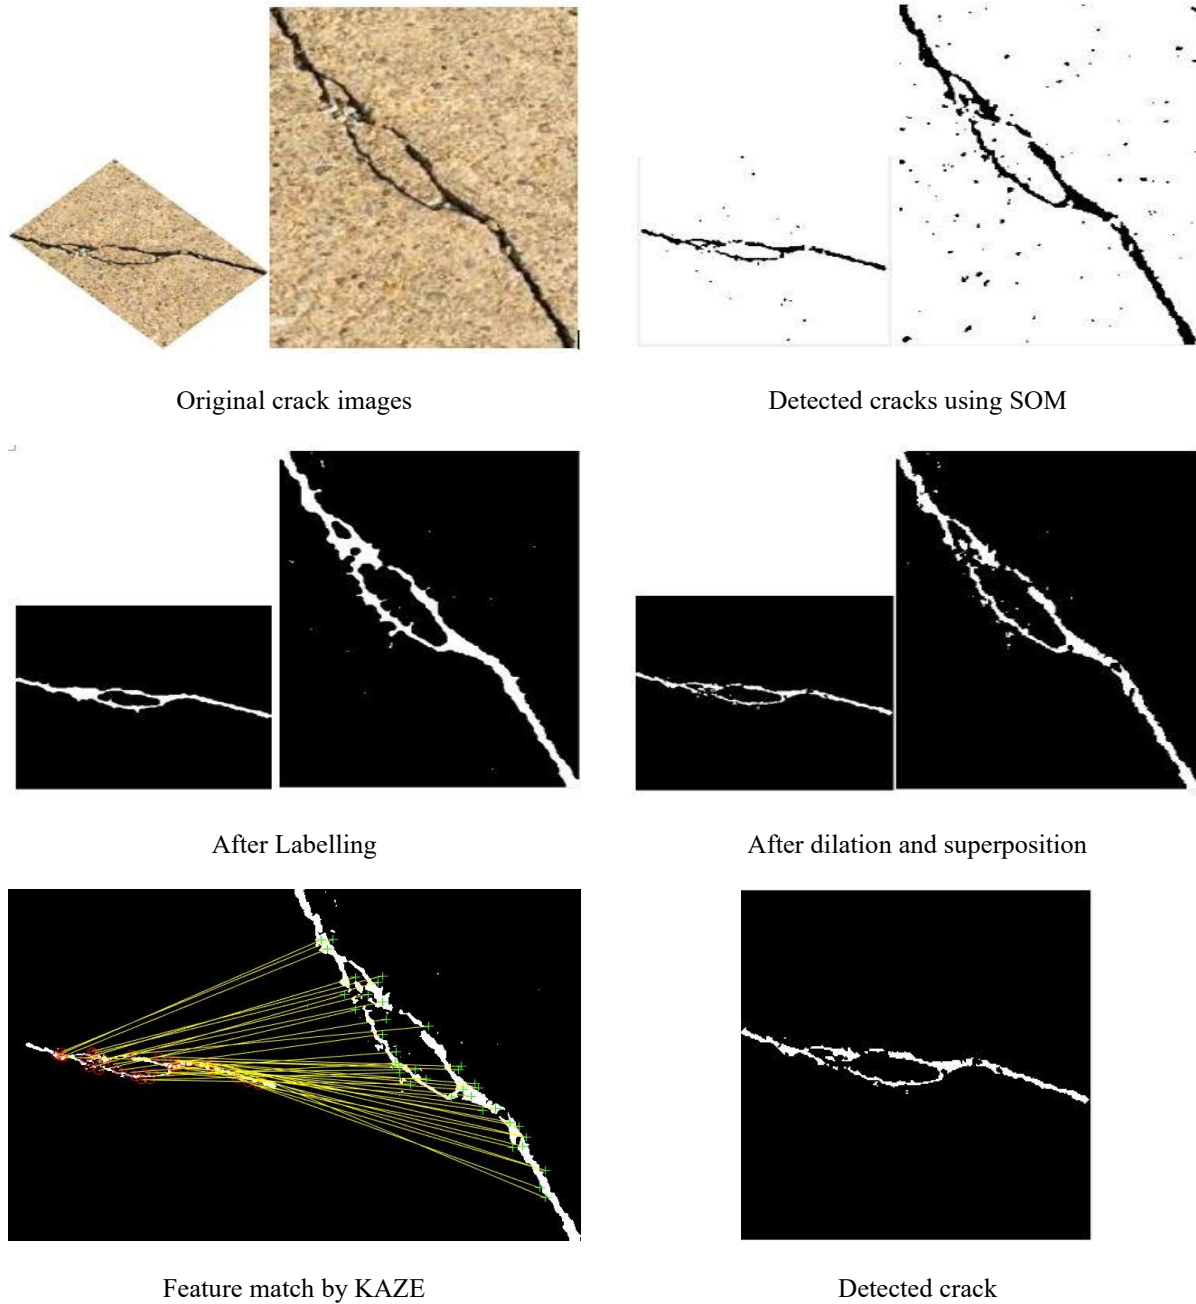 Original crack images
Detected cracks using SOM
After Labelling
After dilation and superposition
Feature match by KAZE
Detected crack